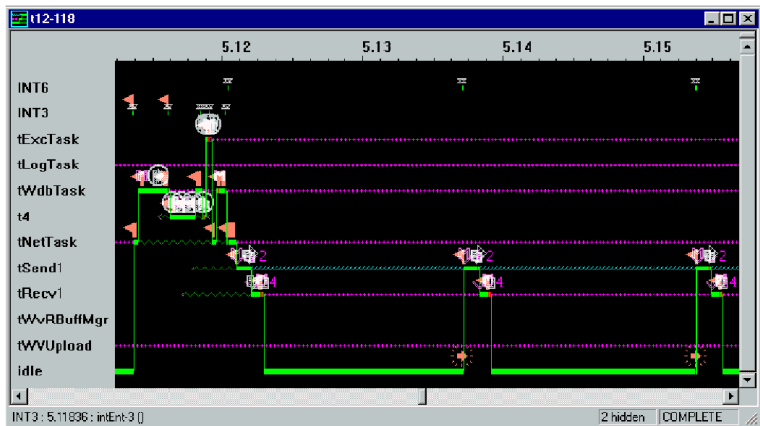 t12-118
5.12 5.13 5.14 5.15
INT6
INT3
tExcTask
tLogTask
tWdbTask
t4
tNetTask
tSend1
2 2 2
tRecv1
4 4 4
tWvRBuffMgr
tWVUpload
idle
INT3 : 5.11836 : intEnt-3 () 2 hidden COMPLETE